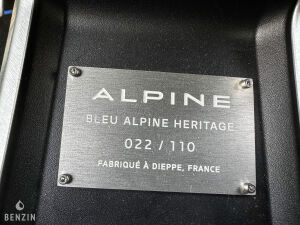 ALPINE
BLEU ALPINE HERITAGE
022 / 110
FABRIQUÉ À DIEPPE, FRANCE
BENZIN